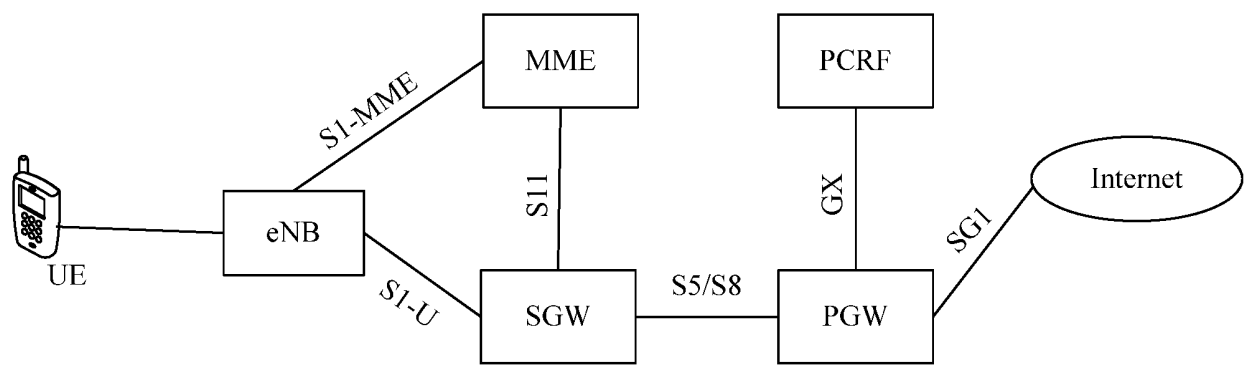 MME
PCRF
S1-MME
Internet
S11
GX
eNB
SG1
UE
S1-U
S5/S8
SGW
PGW